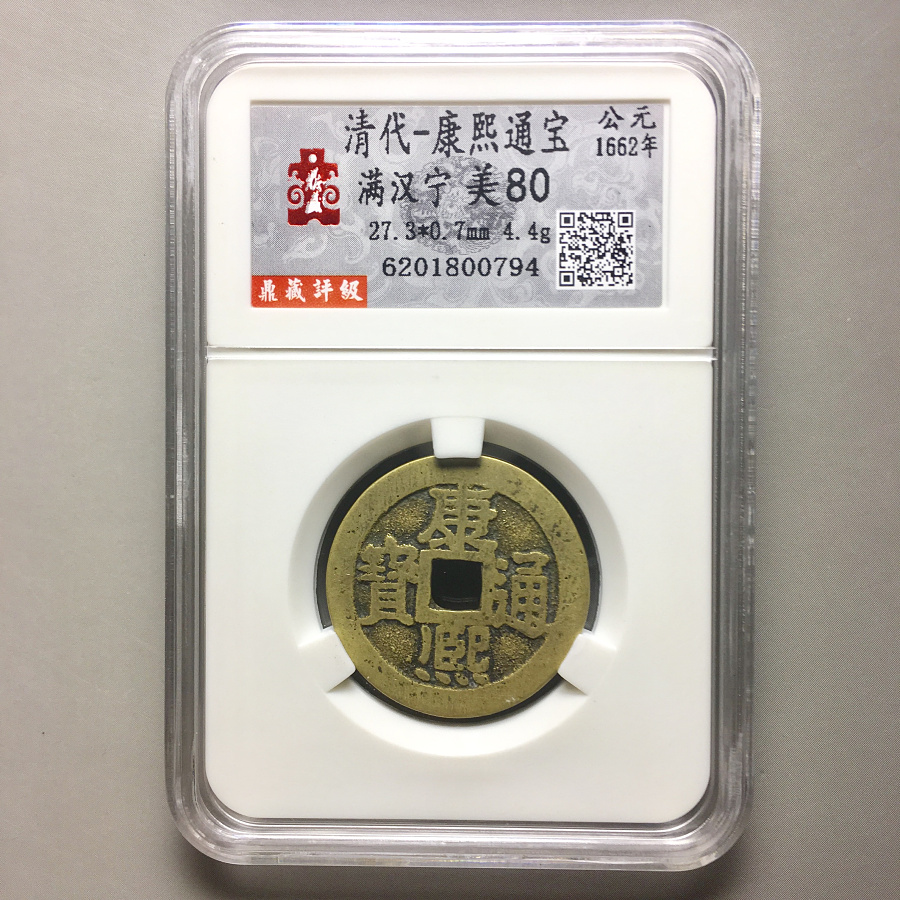 清代-康熙通宝
公元
1662年
满汉宁 美80
27.3*0.7mm 4.4g
6201800794
鼎藏評級
康熙通寶